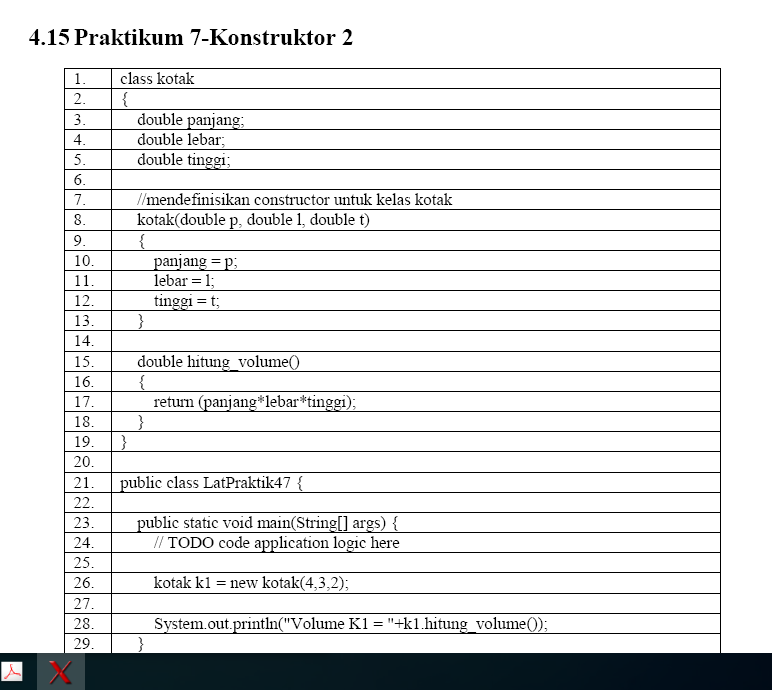 4.15 Praktikum 7-Konstruktor 2
1. class kotak
2. {
3. double panjang;
4. double lebar;
5. double tinggi;
6.
7. //mendefinisikan constructor untuk kelas kotak
8. kotak(double p, double l, double t)
9. {
10. panjang = p;
11. lebar = l;
12. tinggi = t;
13. }
14.
15. double hitung_volume()
16. {
17. return (panjang*lebar*tinggi);
18. }
19. }
20.
21. public class LatPraktik47 {
22.
23. public static void main(String[] args) {
24. // TODO code application logic here
25.
26. kotak k1 = new kotak(4,3,2);
27.
28. System.out.println("Volume K1 = "+k1.hitung_volume());
29. }